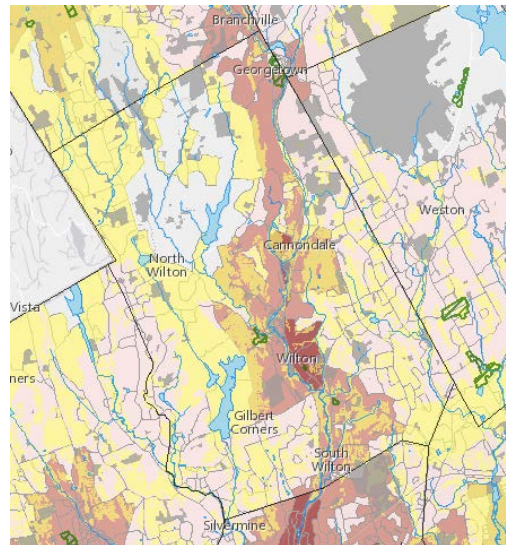 Branchville
Georgetown
Weston
Cannondale
North
Wilton
Vista
ners
Wilton
Gilbert
Corners
South
Wilton
Silvermine